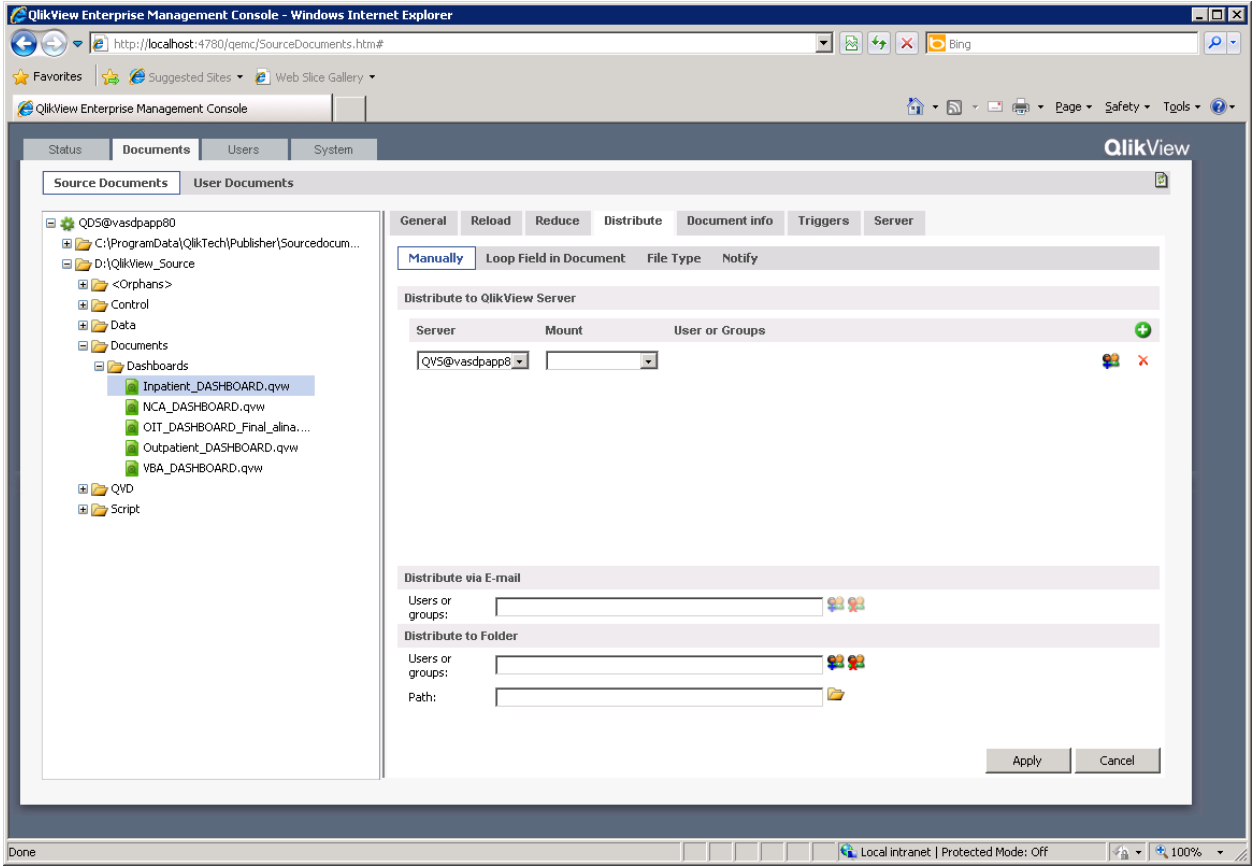 QlikView Enterprise Management Console - Windows Internet Explorer
http://localhost:4780/qemc/SourceDocuments.htm#
Bing
Favorites
Suggested Sites
Web Slice Gallery
QlikView Enterprise Management Console
Page
Safety
Tools
Status
Documents
Users
System
QlikView
Source Documents
User Documents
QDS@vasdpapp80
C:\ProgramData\QlikTech\Publisher\Sourcedocum...
D:\QlikView_Source
<Orphans>
Control
Data
Documents
Dashboards
Inpatient_DASHBOARD.qvw
NCA_DASHBOARD.qvw
OIT_DASHBOARD_Final_alina....
Outpatient_DASHBOARD.qvw
VBA_DASHBOARD.qvw
QVD
Script
General
Reload
Reduce
Distribute
Document info
Triggers
Server
Manually
Loop Field in Document
File Type
Notify
Distribute to QlikView Server
Server
Mount
User or Groups
QVS@vasdpapp8
Distribute via E-mail
Users or
groups:
Distribute to Folder
Users or
groups:
Path:
Apply
Cancel
Done
Local intranet | Protected Mode: Off
100%